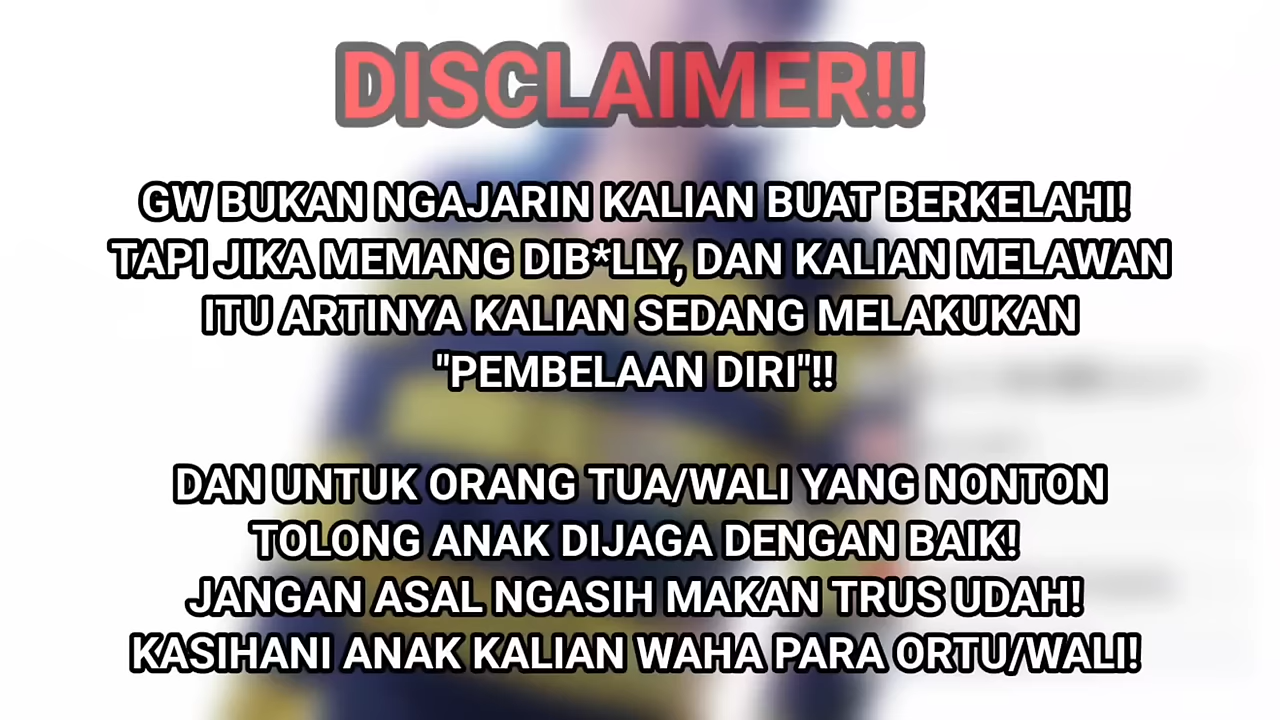 DISCLAIMER!!
GW BUKAN NGAJARIN KALIAN BUAT BERKELAHI!
TAPI JIKA MEMANG DIB*LLY, DAN KALIAN MELAWAN
ITU ARTINYA KALIAN SEDANG MELAKUKAN
"PEMBELAAN DIRI"!!
DAN UNTUK ORANG TUA/WALI YANG NONTON
TOLONG ANAK DIJAGA DENGAN BAIK!
JANGAN ASAL NGASIH MAKAN TRUS UDAH!
KASIHANI ANAK KALIAN WAHA PARA ORTU/WALI!